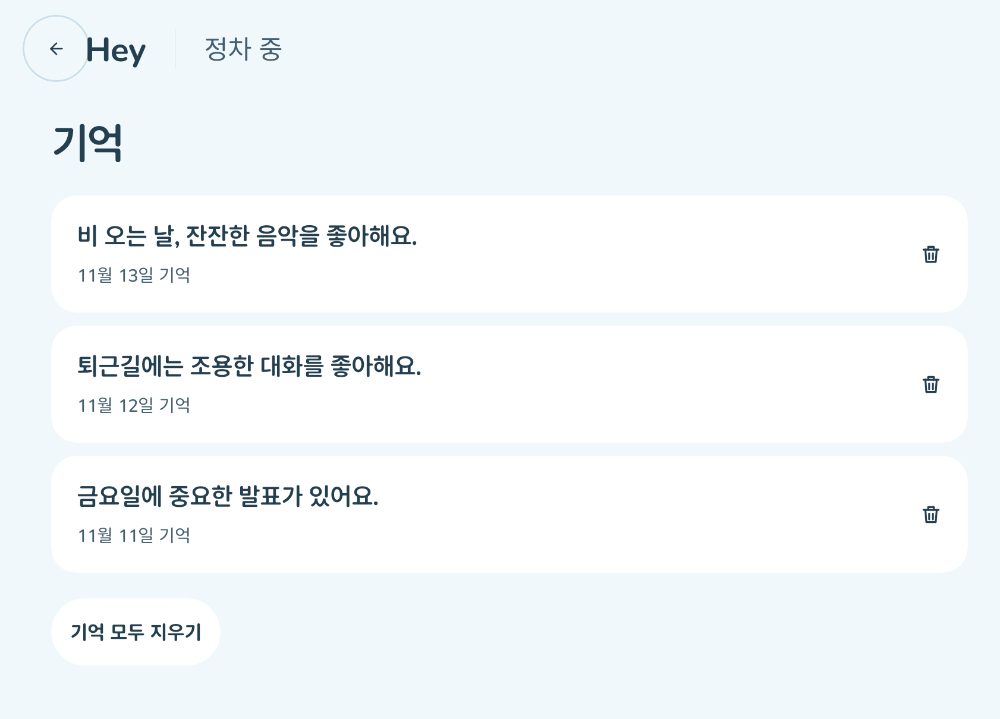 Hey
정차 중
기억
비 오는 날, 잔잔한 음악을 좋아해요.
11월 13일 기억
퇴근길에는 조용한 대화를 좋아해요.
11월 12일 기억
금요일에 중요한 발표가 있어요.
11월 11일 기억
기억 모두 지우기